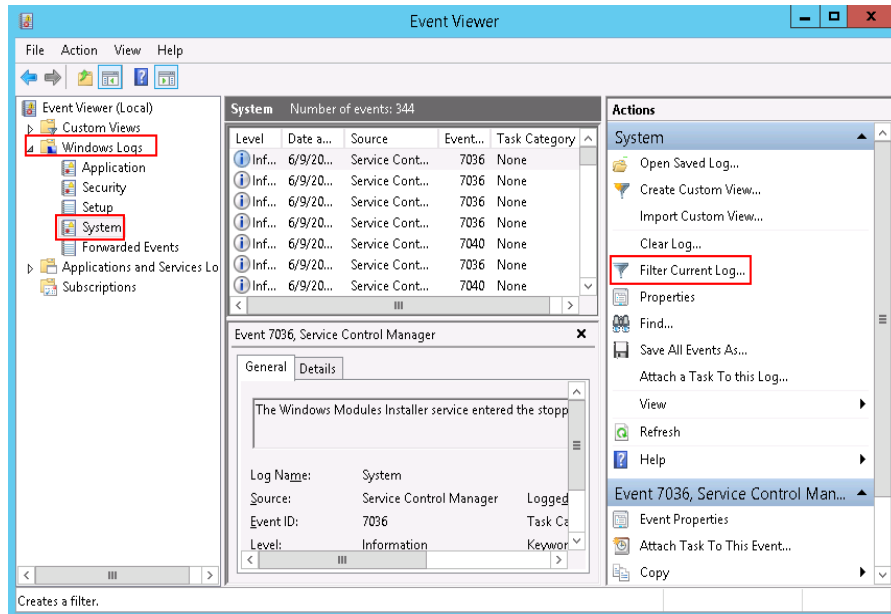 Event Viewer
File Action View Help
Event Viewer (Local)
Custom Views
Windows Logs
Application
Security
Setup
System
Forwarded Events
Applications and Services Lo
Subscriptions
System Number of events: 344
Level Date a... Source Event... Task Category
Inf... 6/9/20... Service Cont... 7036 None
Inf... 6/9/20... Service Cont... 7036 None
Inf... 6/9/20... Service Cont... 7036 None
Inf... 6/9/20... Service Cont... 7036 None
Inf... 6/9/20... Service Cont... 7040 None
Inf... 6/9/20... Service Cont... 7036 None
Inf... 6/9/20... Service Cont... 7040 None
Event 7036, Service Control Manager
General Details
The Windows Modules Installer service entered the stopp
Log Name: System
Source: Service Control Manager Logged
Event ID: 7036 Task Ca
Level: Information Keywor
Actions
System
Open Saved Log...
Create Custom View...
Import Custom View...
Clear Log...
Filter Current Log...
Properties
Find...
Save All Events As...
Attach a Task To this Log...
View
Refresh
Help
Event 7036, Service Control Man...
Event Properties
Attach Task To This Event...
Copy
Creates a filter.